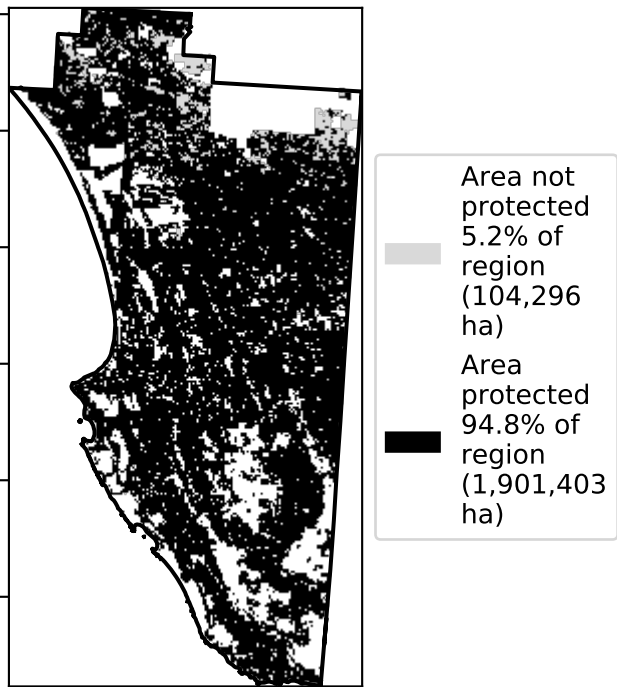 Area not
protected
5.2% of
region
(104,296
ha)
Area
protected
94.8% of
region
(1,901,403
ha)